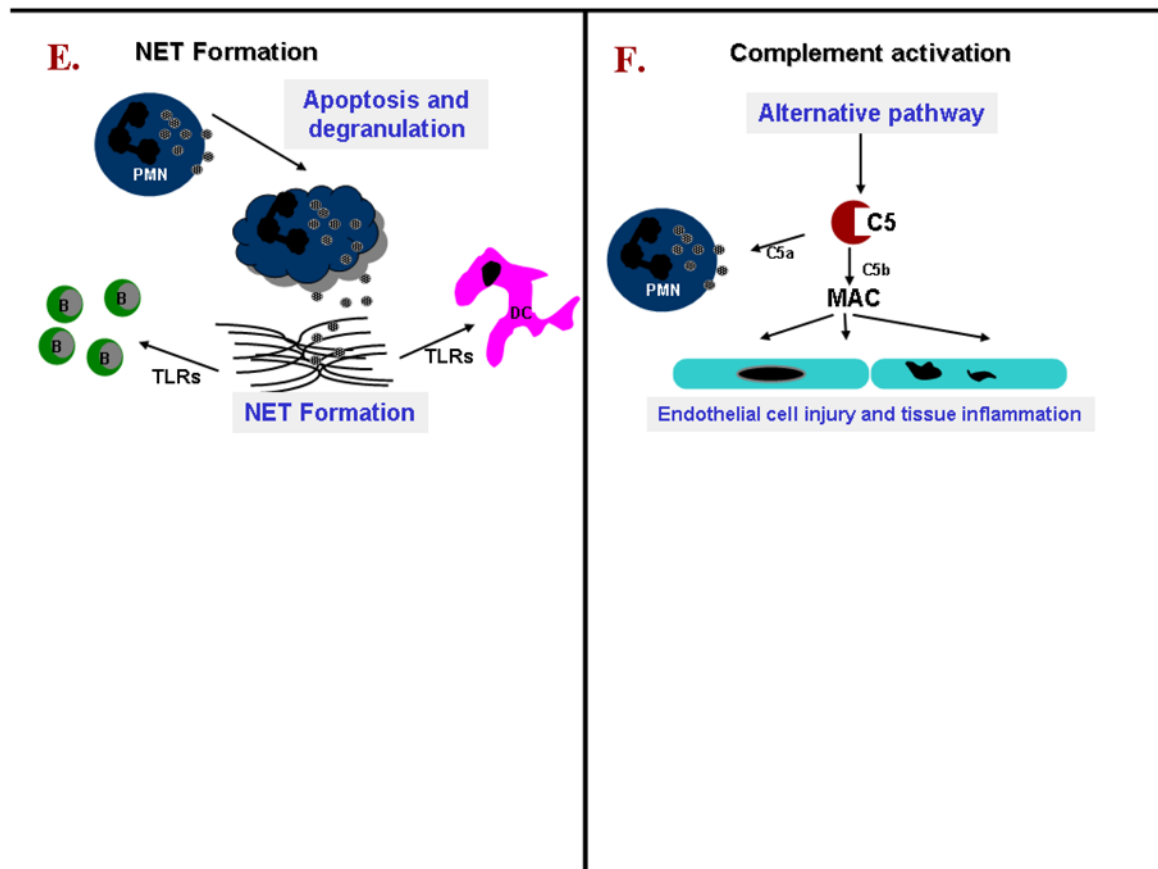 E.
NET Formation
Apoptosis and
degranulation
PMN
B
B
B
B
TLRs
TLRs
DC
NET Formation
F.
Complement activation
Alternative pathway
C5
C5a
C5b
PMN
MAC
Endothelial cell injury and tissue inflammation